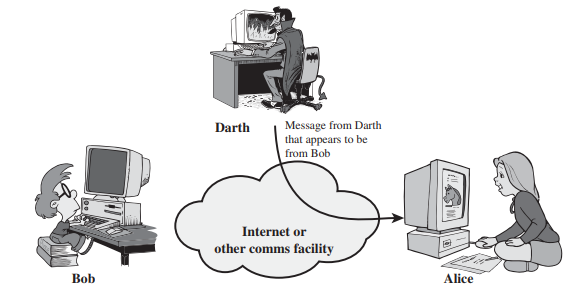 Darth
Message from Darth
that appears to be
from Bob
Internet or
other comms facility
Bob
Alice